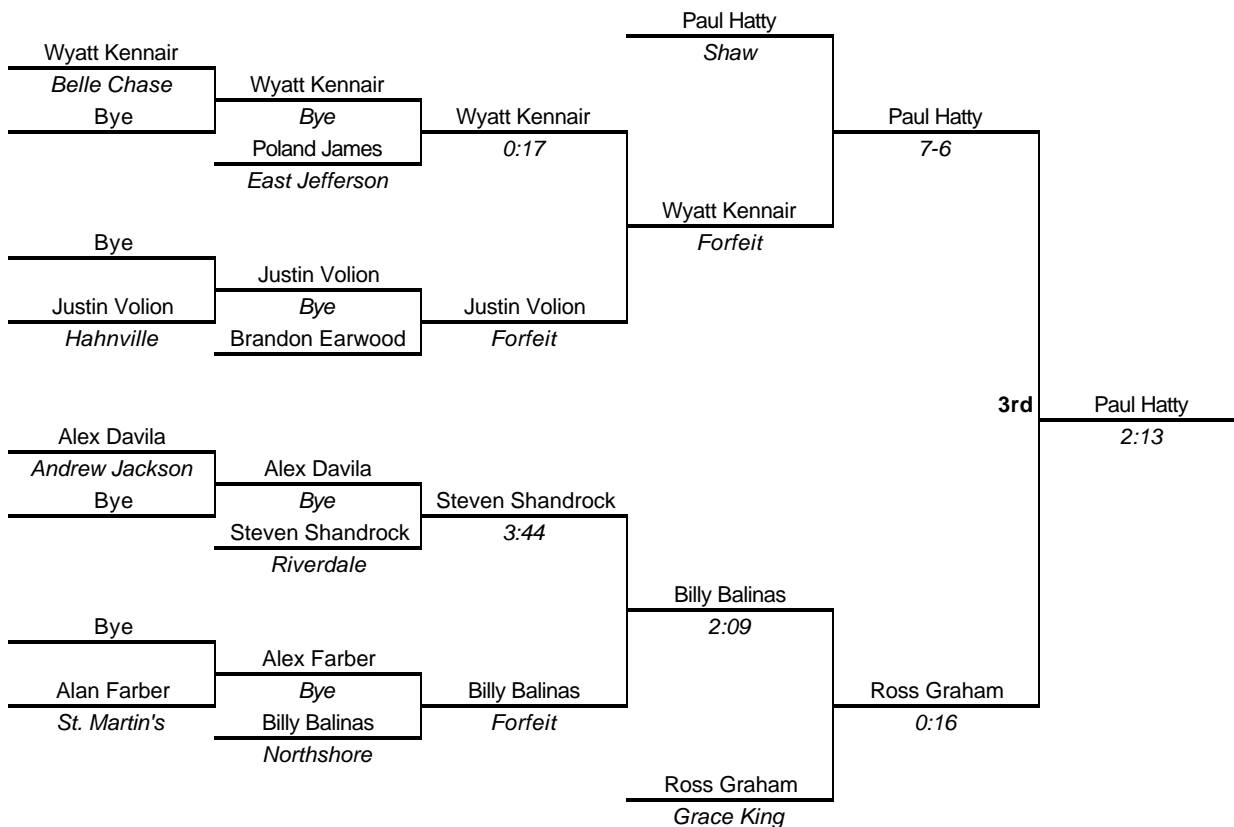 Paul Hatty
Wyatt Kennair
Shaw
Belle Chase
Wyatt Kennair
Bye
Bye
Wyatt Kennair
Paul Hatty
Poland James
0:17
7-6
East Jefferson
Wyatt Kennair
Bye
Forfeit
Justin Volion
Justin Volion
Bye
Justin Volion
Hahnville
Brandon Earwood
Forfeit
3rd
Paul Hatty
Alex Davila
2:13
Andrew Jackson
Alex Davila
Bye
Bye
Steven Shandrock
Steven Shandrock
3:44
Riverdale
Billy Balinas
Bye
2:09
Alex Farber
Alan Farber
Bye
Billy Balinas
Ross Graham
St. Martin's
Billy Balinas
Forfeit
0:16
Northshore
Ross Graham
Grace King